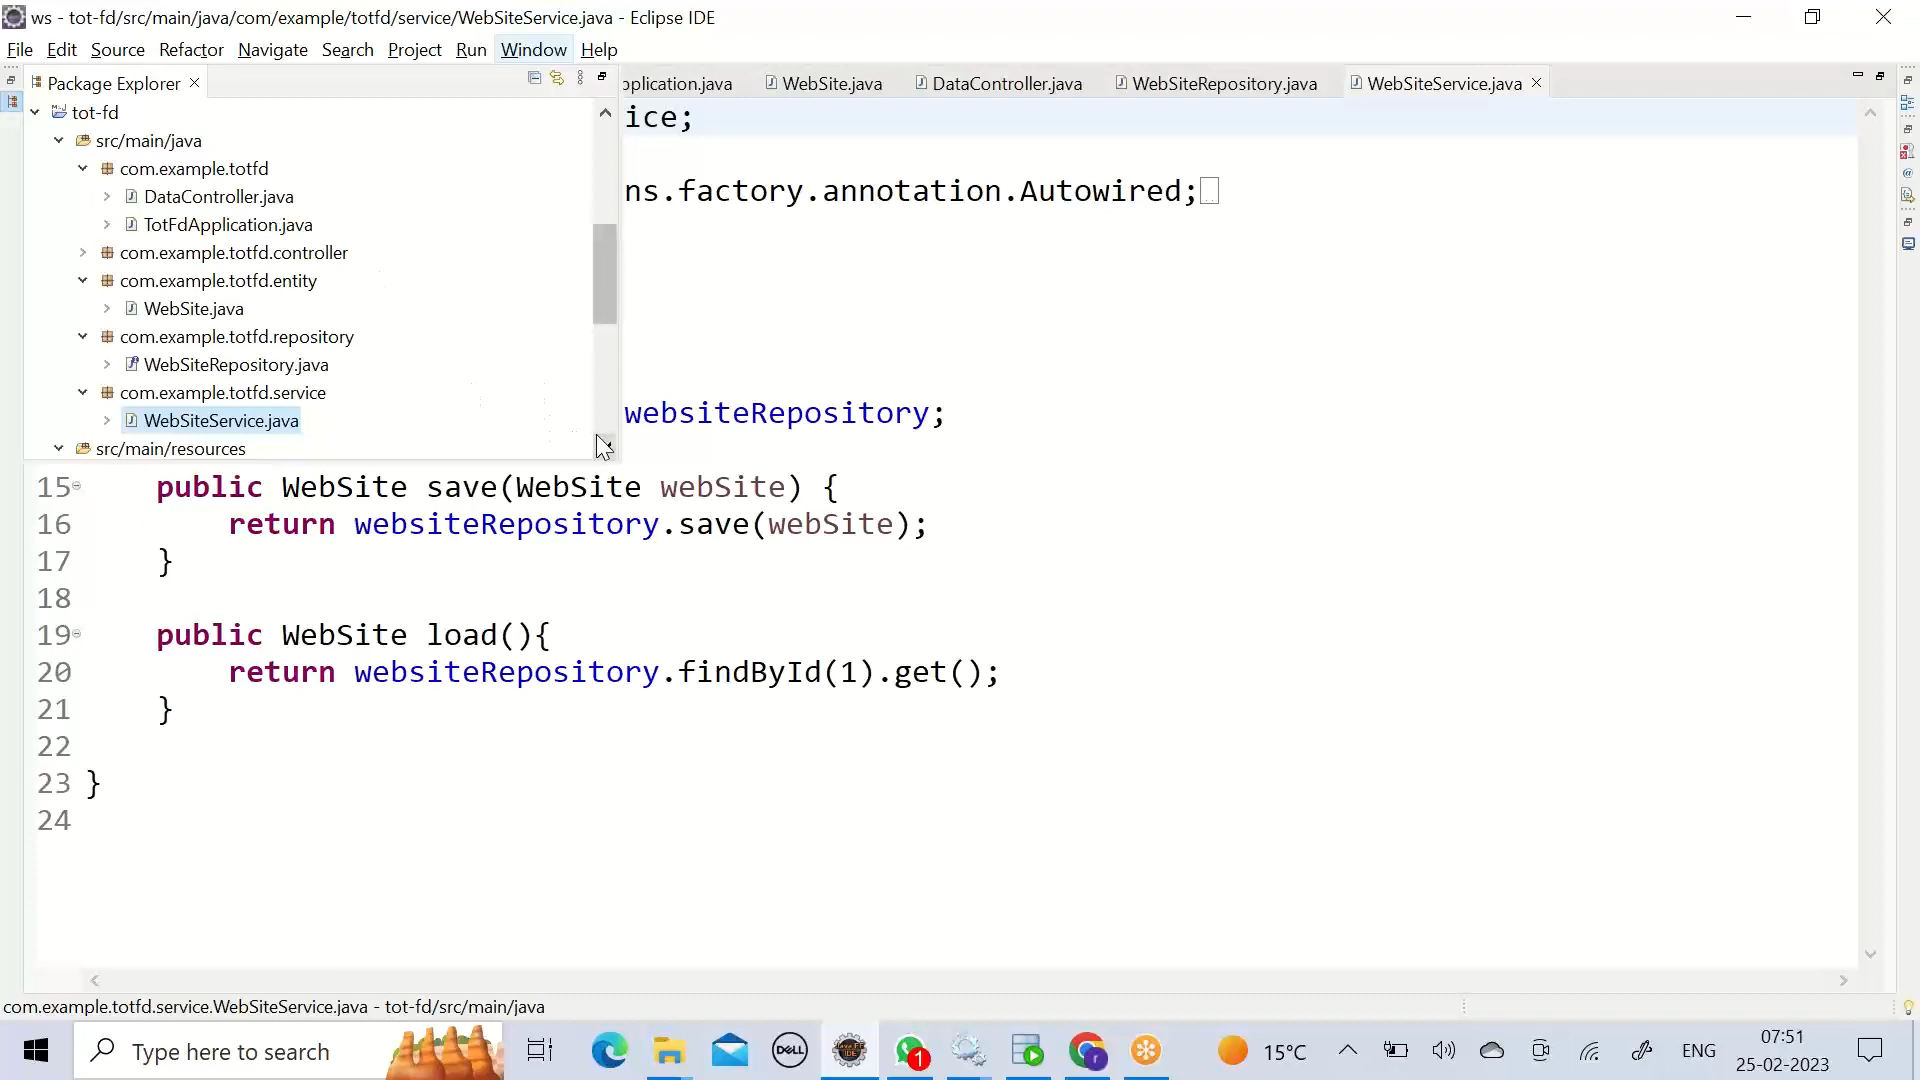 ws - tot-fd/src/main/java/com/example/totfd/service/WebSiteService.java - Eclipse IDE
File Edit Source Refactor Navigate Search Project Run Window Help
Package Explorer
pplication.java WebSite.java DataController.java WebSiteRepository.java WebSiteService.java
tot-fd
ice;
src/main/java
com.example.totfd
DataController.java
ns.factory.annotation.Autowired;
TotFdApplication.java
com.example.totfd.controller
com.example.totfd.entity
WebSite.java
com.example.totfd.repository
WebSiteRepository.java
com.example.totfd.service
websiteRepository;
WebSiteService.java
src/main/resources
15 public WebSite save(WebSite webSite) {
16 return websiteRepository.save(webSite);
17 }
18
19 public WebSite load(){
20 return websiteRepository.findById(1).get();
21 }
22
23 }
24
com.example.totfd.service.WebSiteService.java - tot-fd/src/main/java
Type here to search
DELL
1
r
15°C
ENG
07:51
25-02-2023